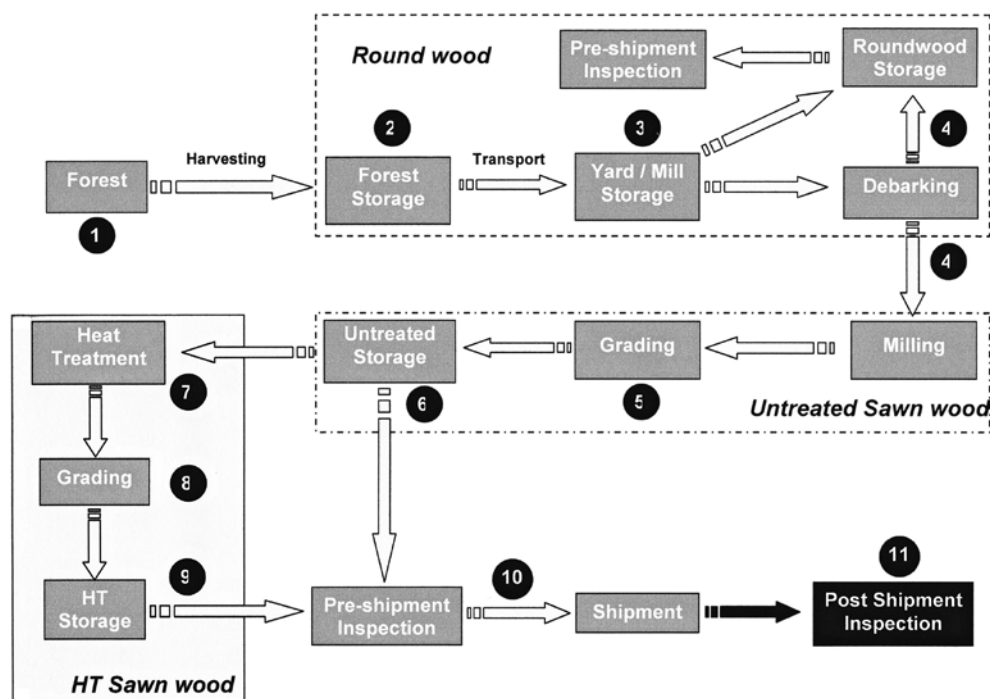 Round wood
Pre-shipment
Inspection
Roundwood
Storage
2
3
4
Harvesting
Transport
Forest
Forest
Storage
Yard / Mill
Storage
Debarking
1
4
Heat
Treatment
Untreated
Storage
Grading
Milling
7
6
5
Untreated Sawn wood
Grading
8
9
10
11
HT
Storage
Pre-shipment
Inspection
Shipment
Post Shipment
Inspection
HT Sawn wood